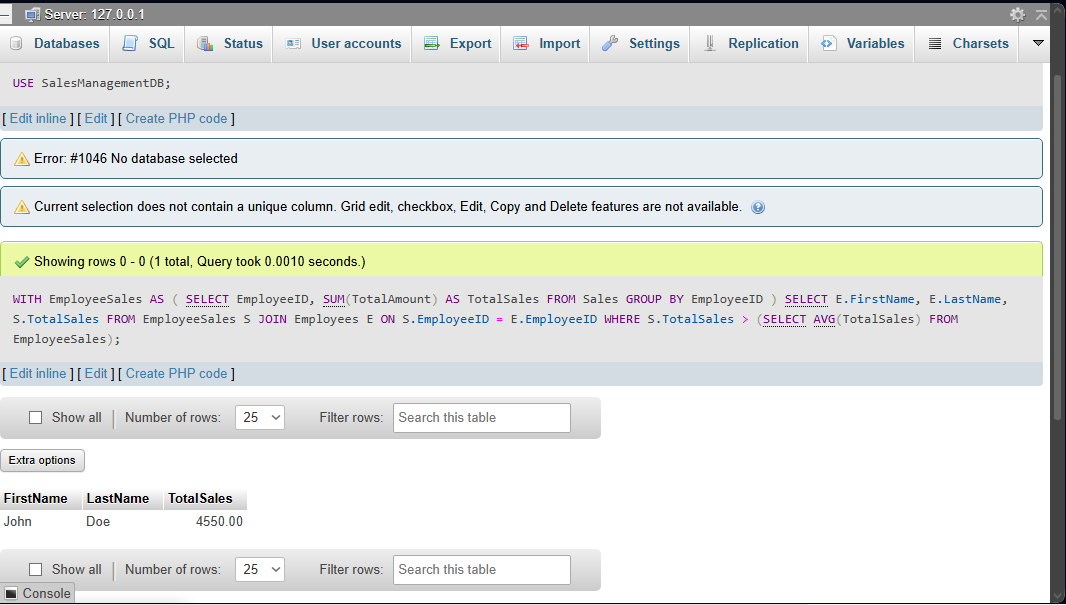 Server: 127.0.0.1
Databases SQL Status User accounts Export Import Settings Replication Variables Charsets
USE SalesManagementDB;
[ Edit inline ] [ Edit ] [ Create PHP code ]
Error: #1046 No database selected
Current selection does not contain a unique column. Grid edit, checkbox, Edit, Copy and Delete features are not available.
Showing rows 0 - 0 (1 total, Query took 0.0010 seconds.)
WITH EmployeeSales AS ( SELECT EmployeeID, SUM(TotalAmount) AS TotalSales FROM Sales GROUP BY EmployeeID ) SELECT E.FirstName, E.LastName,
S.TotalSales FROM EmployeeSales S JOIN Employees E ON S.EmployeeID = E.EmployeeID WHERE S.TotalSales > (SELECT AVG(TotalSales) FROM
EmployeeSales);
[ Edit inline ] [ Edit ] [ Create PHP code ]
Show all | Number of rows: 25 Filter rows: Search this table
Extra options
FirstName LastName TotalSales
John Doe 4550.00
Show all | Number of rows: 25 Filter rows: Search this table
Console